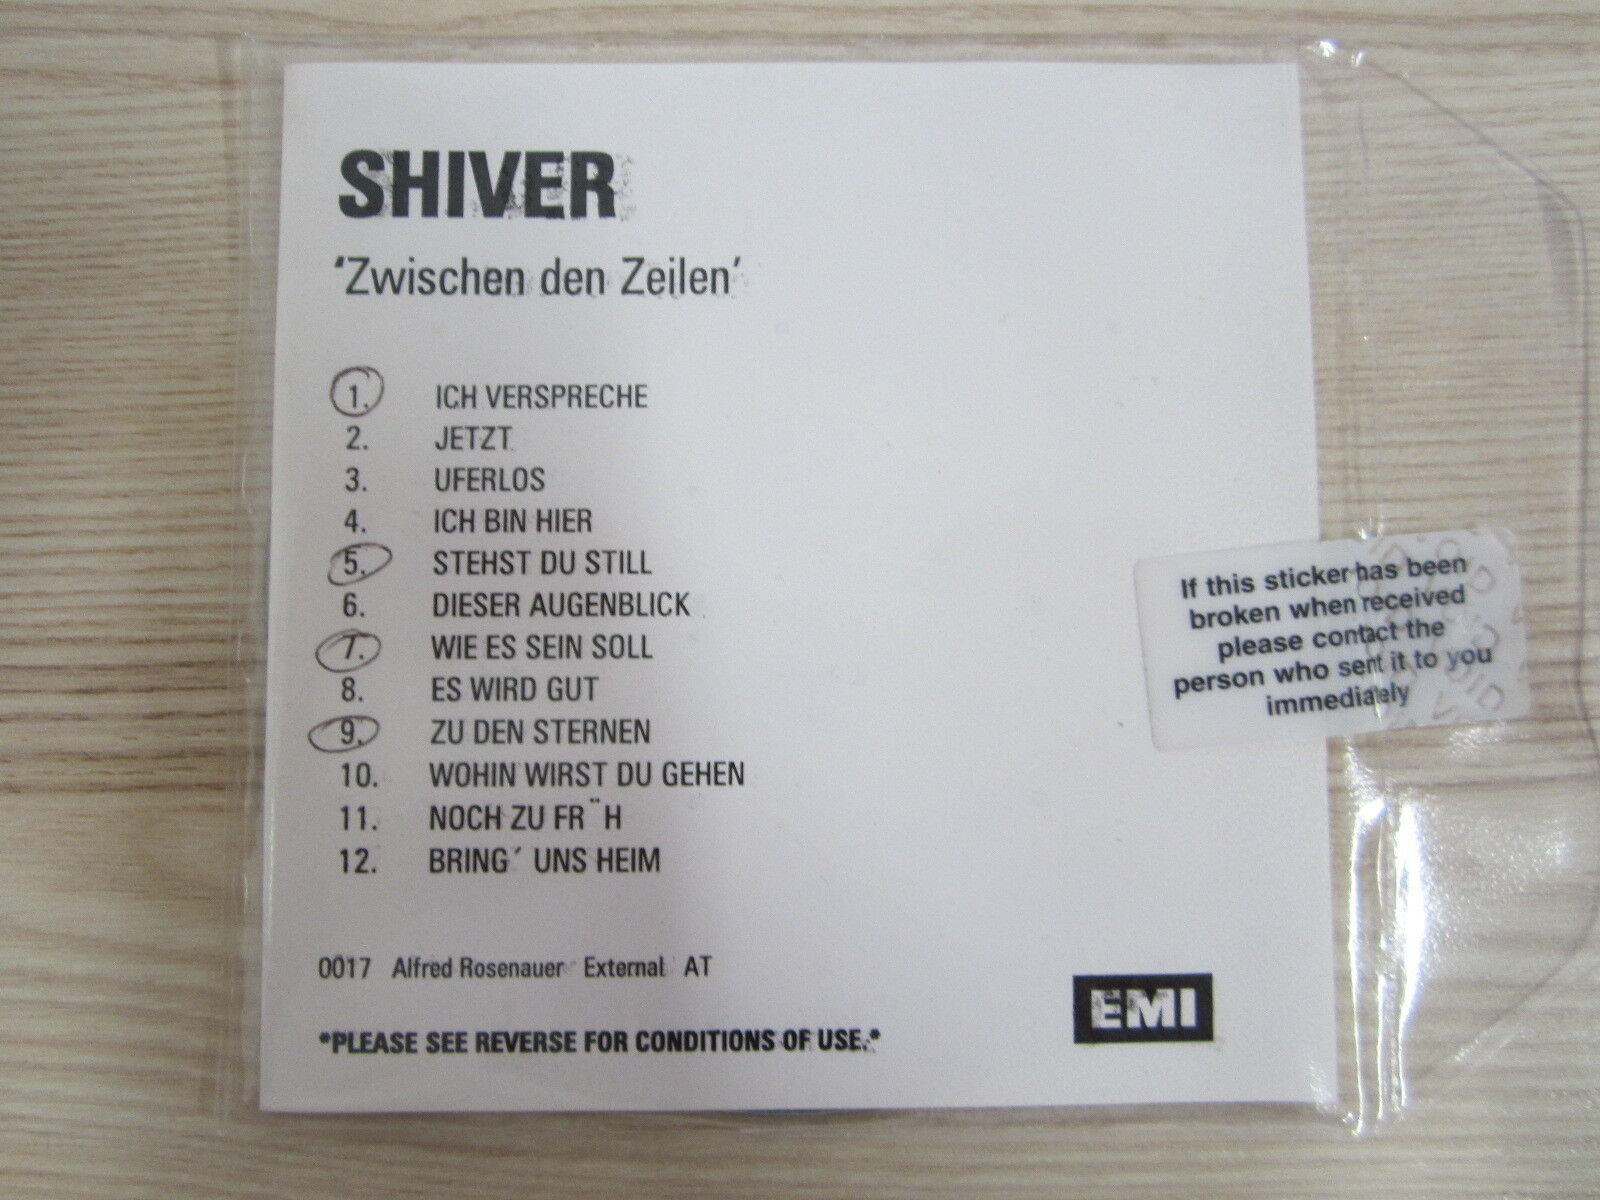 SHIVER
‘Zwischen den Zeilen’
1. ICH VERSPRECHE
2. JETZT
3. UFERLOS
4. ICH BIN HIER
5. STEHST DU STILL
6. DIESER AUGENBLICK
7. WIE ES SEIN SOLL
8. ES WIRD GUT
9. ZU DEN STERNEN
10. WOHIN WIRST DU GEHEN
11. NOCH ZU FR¨H
12. BRING´ UNS HEIM
If this sticker has been
broken when received
please contact the
person who sent it to you
immediately
0017 Alfred Rosenauer External AT
EMI
*PLEASE SEE REVERSE FOR CONDITIONS OF USE.*